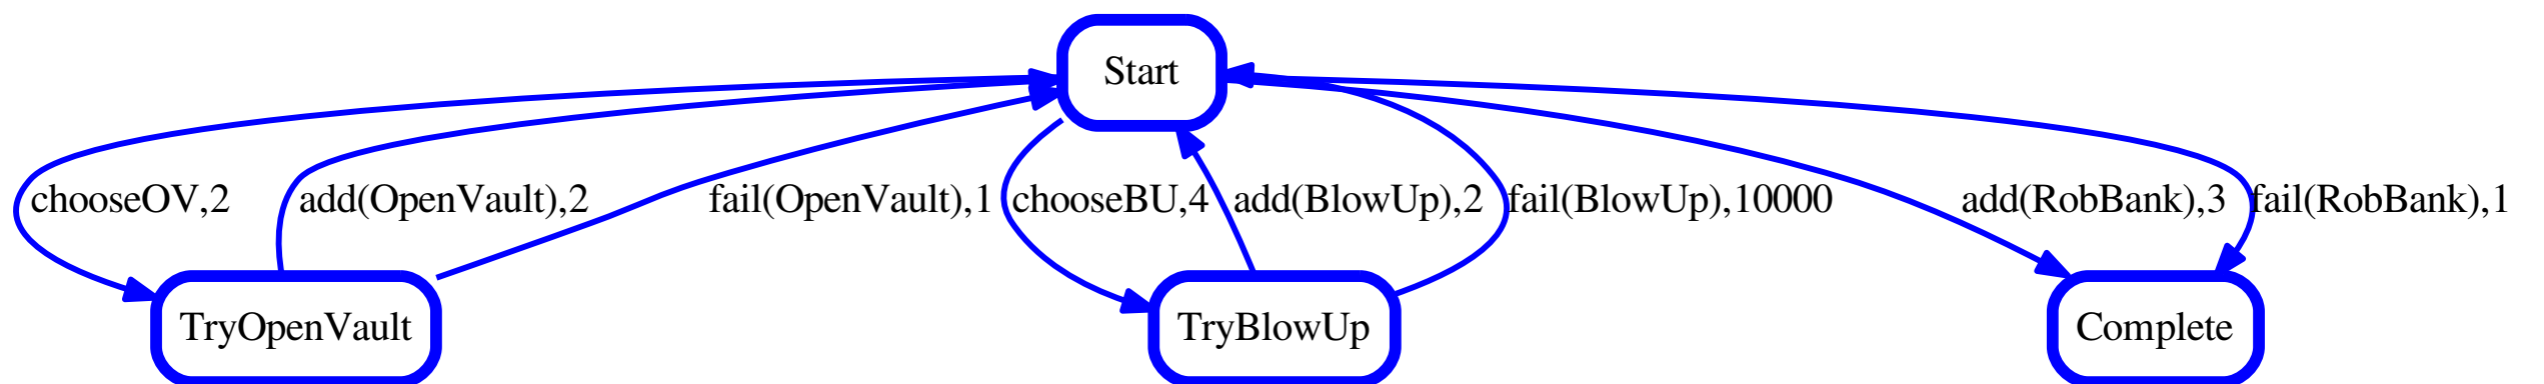 Start
chooseOV,2
add(OpenVault),2
fail(OpenVault),1
chooseBU,4
add(BlowUp),2
fail(BlowUp),10000
add(RobBank),3
fail(RobBank),1
TryOpenVault
TryBlowUp
Complete